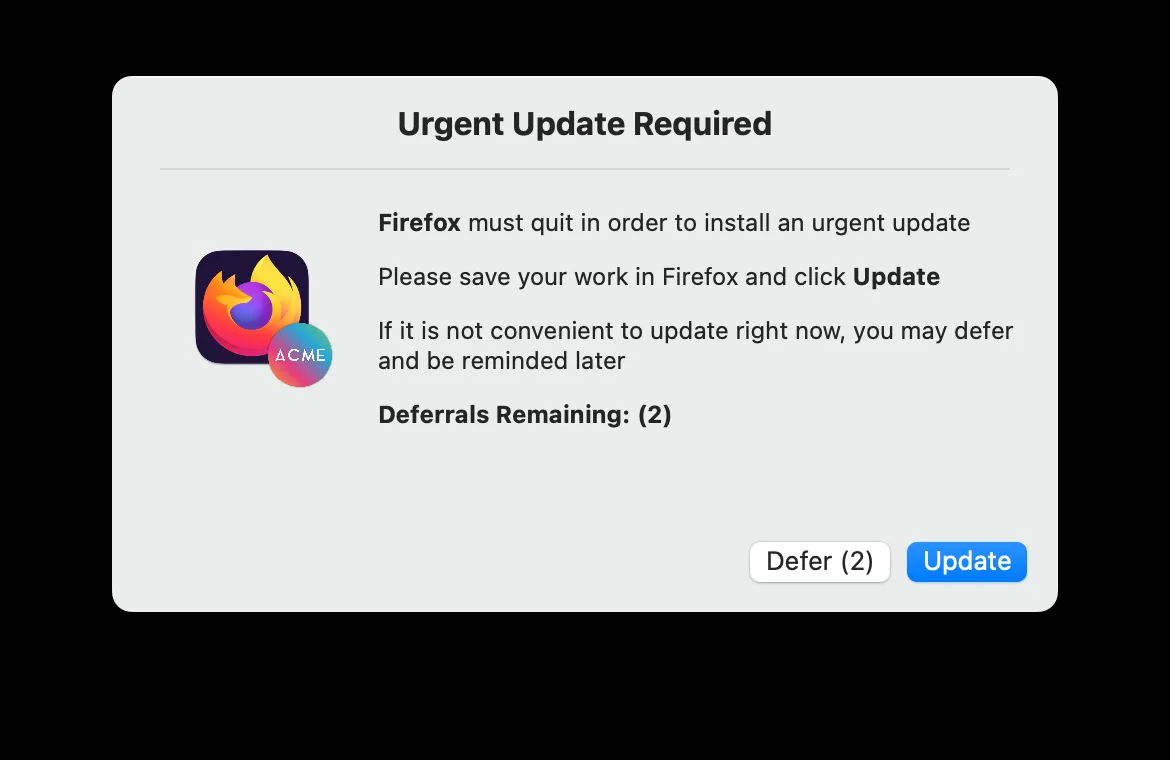 Urgent Update Required
Firefox must quit in order to install an urgent update
Please save your work in Firefox and click Update
ACME
If it is not convenient to update right now, you may defer
and be reminded later
Deferrals Remaining: (2)
Defer (2)
Update